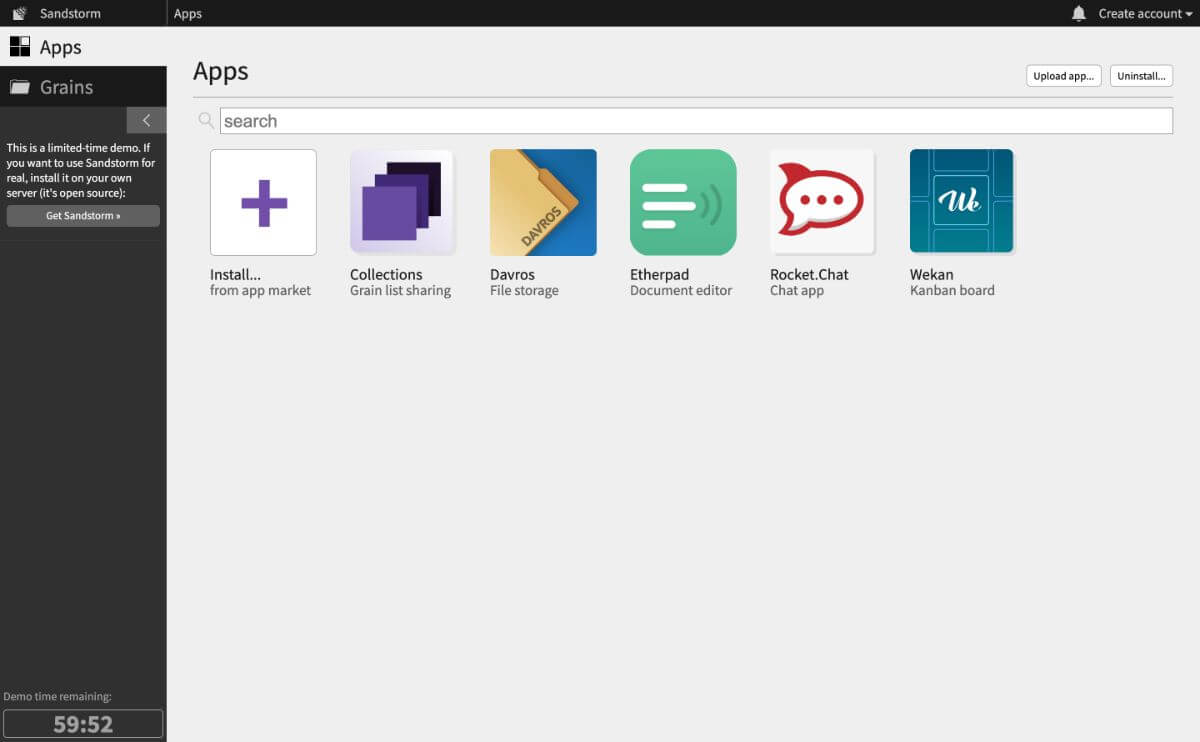 Sandstorm
Apps
Create account
Apps
Grains
This is a limited-time demo. If
you want to use Sandstorm for
real, install it on your own
server (it's open source):
Get Sandstorm »
Demo time remaining:
59:52
Apps
Upload app...
Uninstall...
search
Install...
from app market
Collections
Grain list sharing
DAVROS
Davros
File storage
Etherpad
Document editor
Rocket.Chat
Chat app
We
Wekan
Kanban board